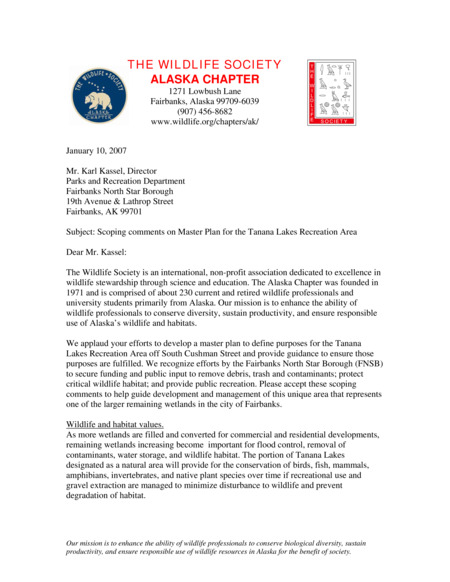 THE WILDLIFE SOCIETY
ALASKA CHAPTER
1271 Lowbush Lane
Fairbanks, Alaska 99709-6039
(907) 456-8682
www.wildlife.org/chapters/ak/
THE WILDLIFE SOCIETY
ALASKA
CHAPTER
THE WILDLIFE
SOCIETY
January 10, 2007
Mr. Karl Kassel, Director
Parks and Recreation Department
Fairbanks North Star Borough
19th Avenue & Lathrop Street
Fairbanks, AK 99701
Subject: Scoping comments on Master Plan for the Tanana Lakes Recreation Area
Dear Mr. Kassel:
The Wildlife Society is an international, non-profit association dedicated to excellence in
wildlife stewardship through science and education. The Alaska Chapter was founded in
1971 and is comprised of about 230 current and retired wildlife professionals and
university students primarily from Alaska. Our mission is to enhance the ability of
wildlife professionals to conserve diversity, sustain productivity, and ensure responsible
use of Alaska's wildlife and habitats.
We applaud your efforts to develop a master plan to define purposes for the Tanana
Lakes Recreation Area off South Cushman Street and provide guidance to ensure those
purposes are fulfilled. We recognize efforts by the Fairbanks North Star Borough (FNSB)
to secure funding and public input to remove debris, trash and contaminants; protect
critical wildlife habitat; and provide public recreation. Please accept these scoping
comments to help guide development and management of this unique area that represents
one of the larger remaining wetlands in the city of Fairbanks.
Wildlife and habitat values.
As more wetlands are filled and converted for commercial and residential developments,
remaining wetlands increasing become important for flood control, removal of
contaminants, water storage, and wildlife habitat. The portion of Tanana Lakes
designated as a natural area will provide for the conservation of birds, fish, mammals,
amphibians, invertebrates, and native plant species over time if recreational use and
gravel extraction are managed to minimize disturbance to wildlife and prevent
degradation of habitat.
Our mission is to enhance the ability of wildlife professionals to conserve biological diversity, sustain
productivity, and ensure responsible use of wildlife resources in Alaska for the benefit of society.